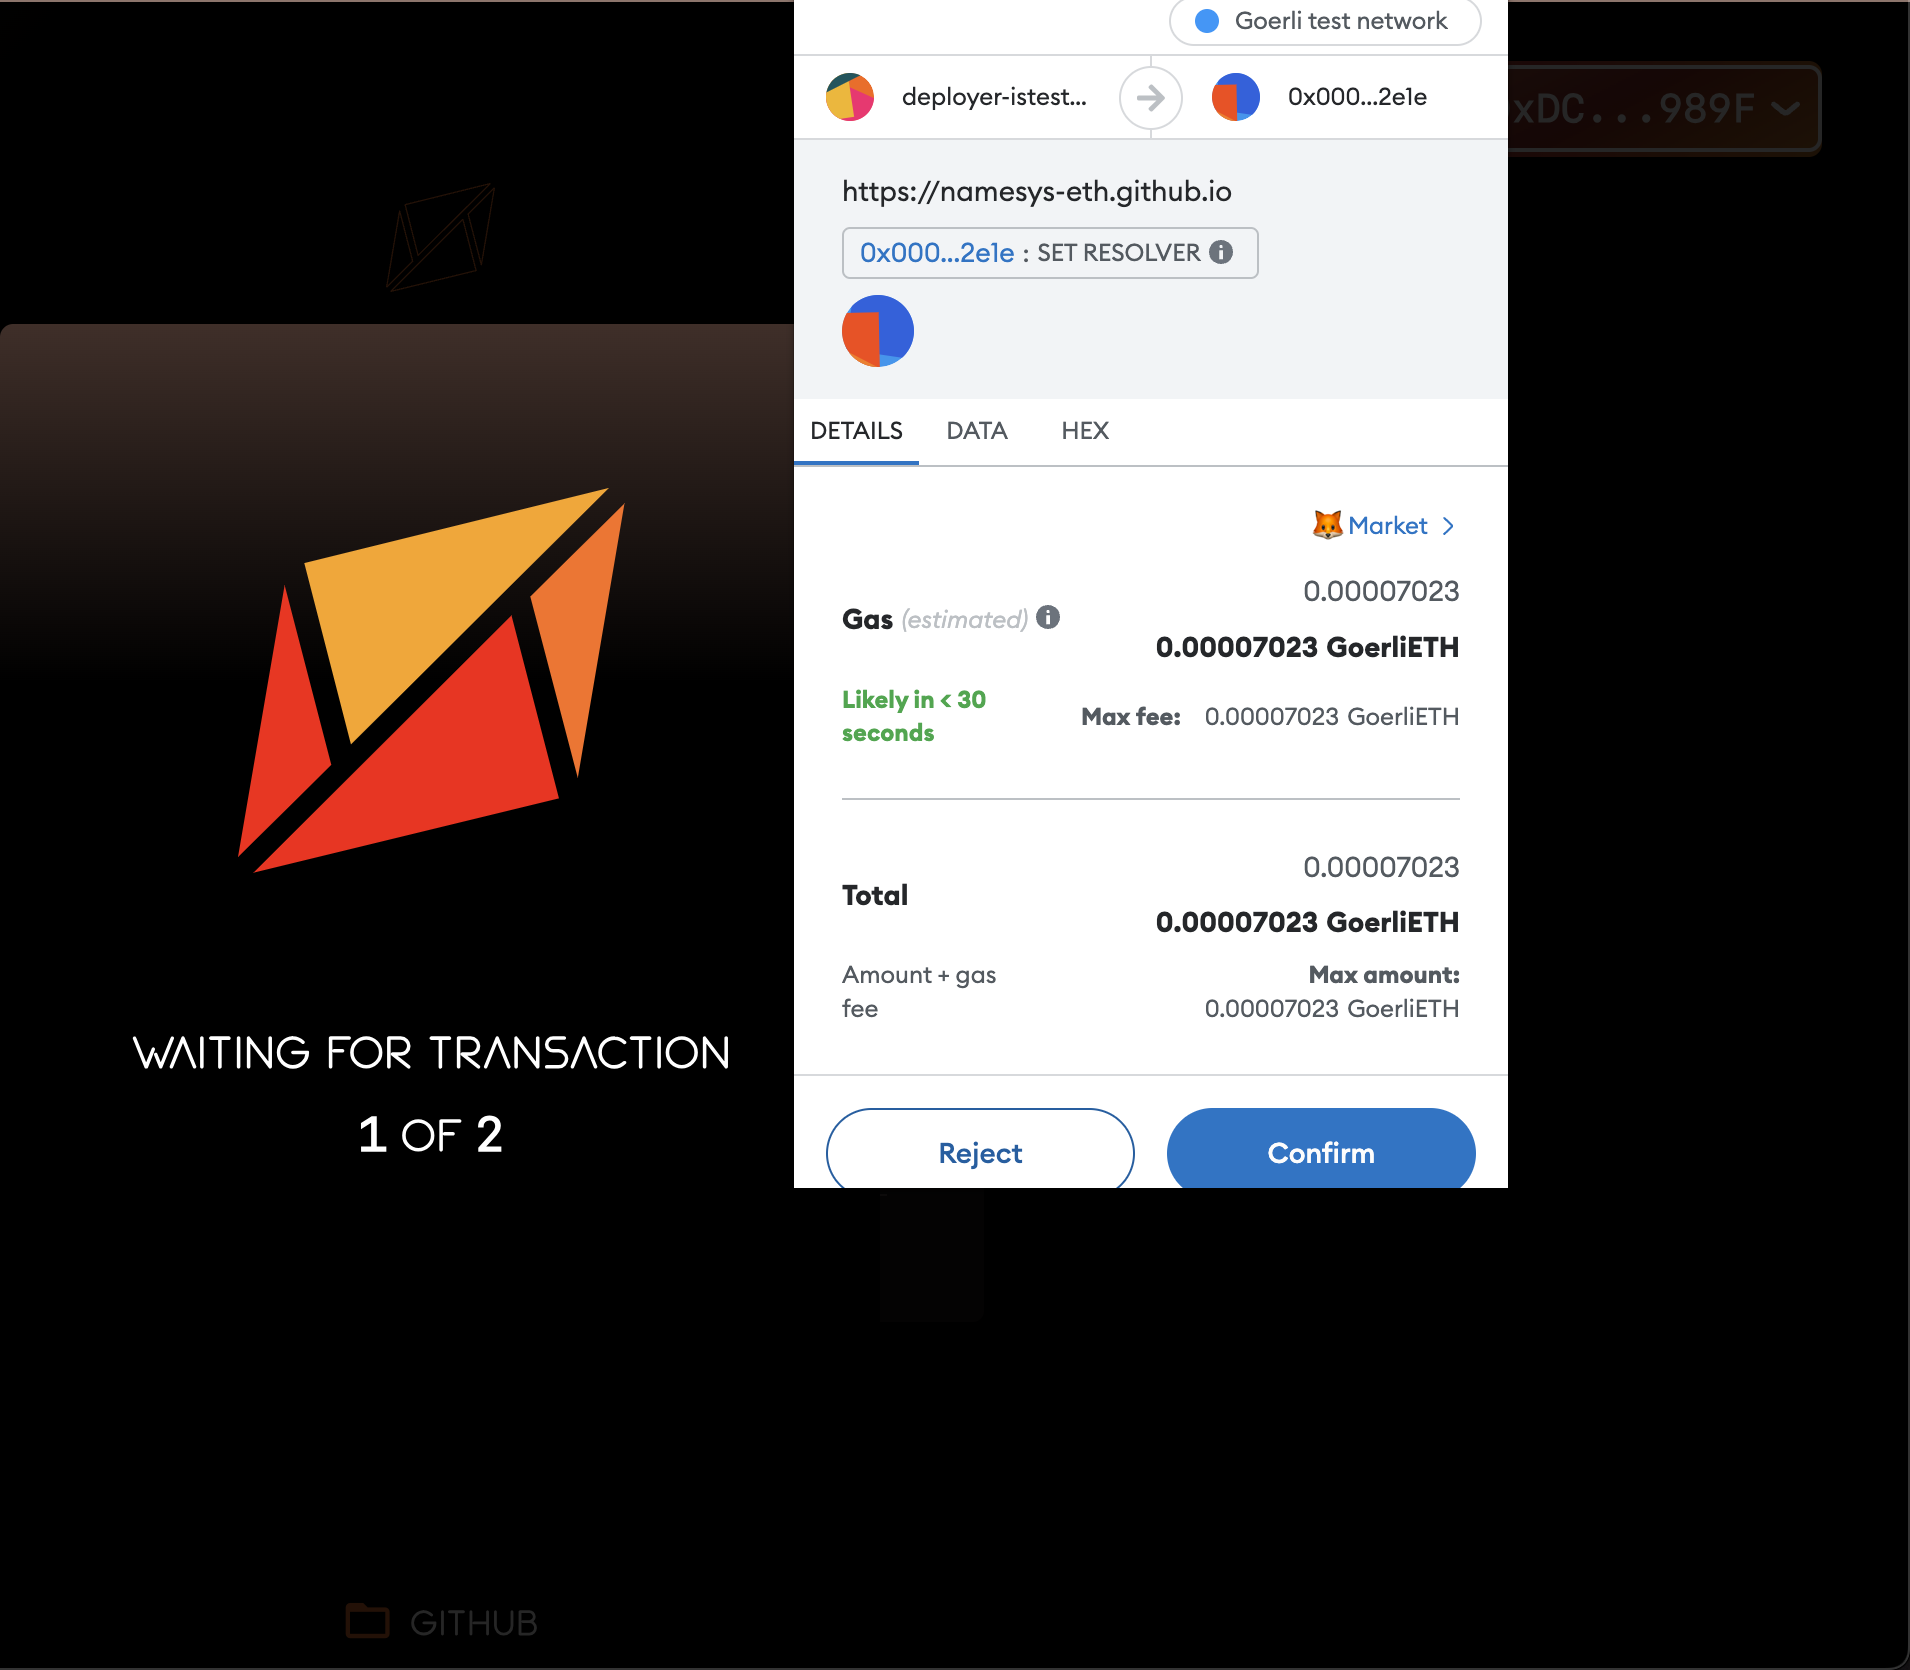 Goerli test network
deployer-istest...
0x000...2e1e
xDC...989F
https://namesys-eth.github.io
0x000...2e1e : SET RESOLVER
DETAILS DATA HEX
Market
0.00007023
Gas (estimated)
0.00007023 GoerliETH
Likely in < 30
seconds
Max fee: 0.00007023 GoerliETH
0.00007023
Total
0.00007023 GoerliETH
Amount + gas
fee
Max amount:
0.00007023 GoerliETH
Reject
Confirm
WAITING FOR TRANSACTION
1 OF 2
GITHUB